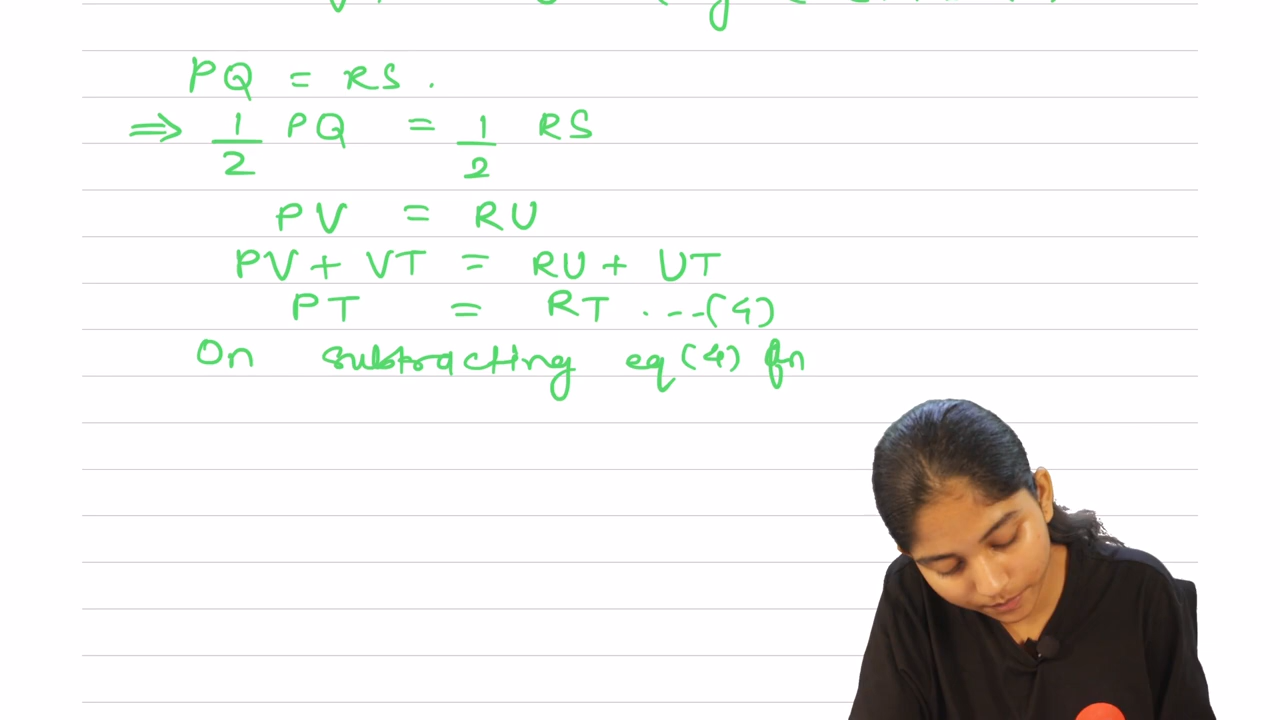 PQ = RS .
⇒ 1/2 PQ = 1/2 RS
PV = RU
PV + VT = RU + UT
PT = RT . ---(4)
On subtracting eq (4)